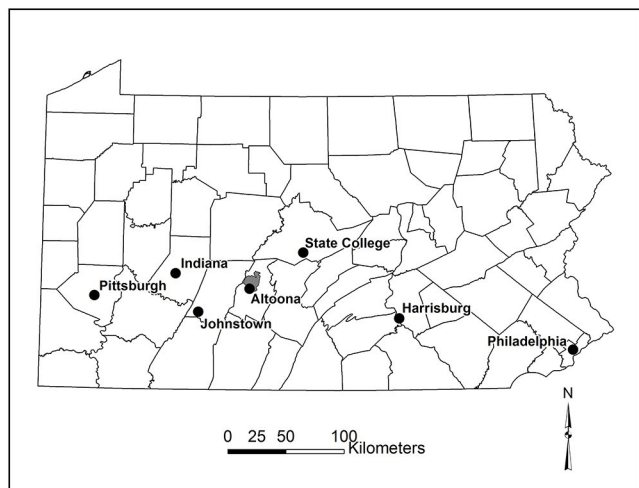 State College
Indiana
Pittsburgh
Altoona
Johnstown
Harrisburg
Philadelphia
N
0 25 50 100
Kilometers